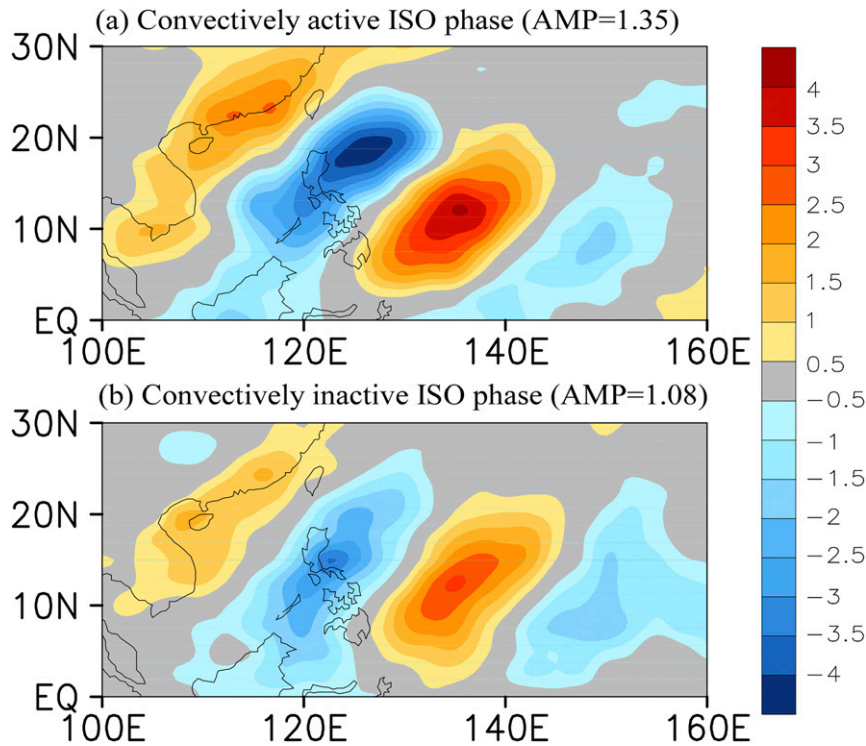 (a) Convectively active ISO phase (AMP=1.35)
30N
20N
10N
EQ
100E 120E 140E 160E
(b) Convectively inactive ISO phase (AMP=1.08)
30N
20N
10N
EQ
100E 120E 140E 160E
4
3.5
3
2.5
2
1.5
1
0.5
-0.5
-1
-1.5
-2
-2.5
-3
-3.5
-4